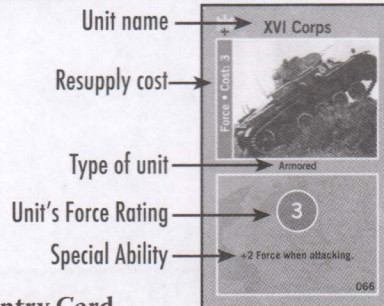 Unit name
XVI Corps
Resupply cost
Force • Cost: 3
Type of unit
Armored
Unit's Force Rating
3
Special Ability
+2 Force when attacking.
066
ntry Card